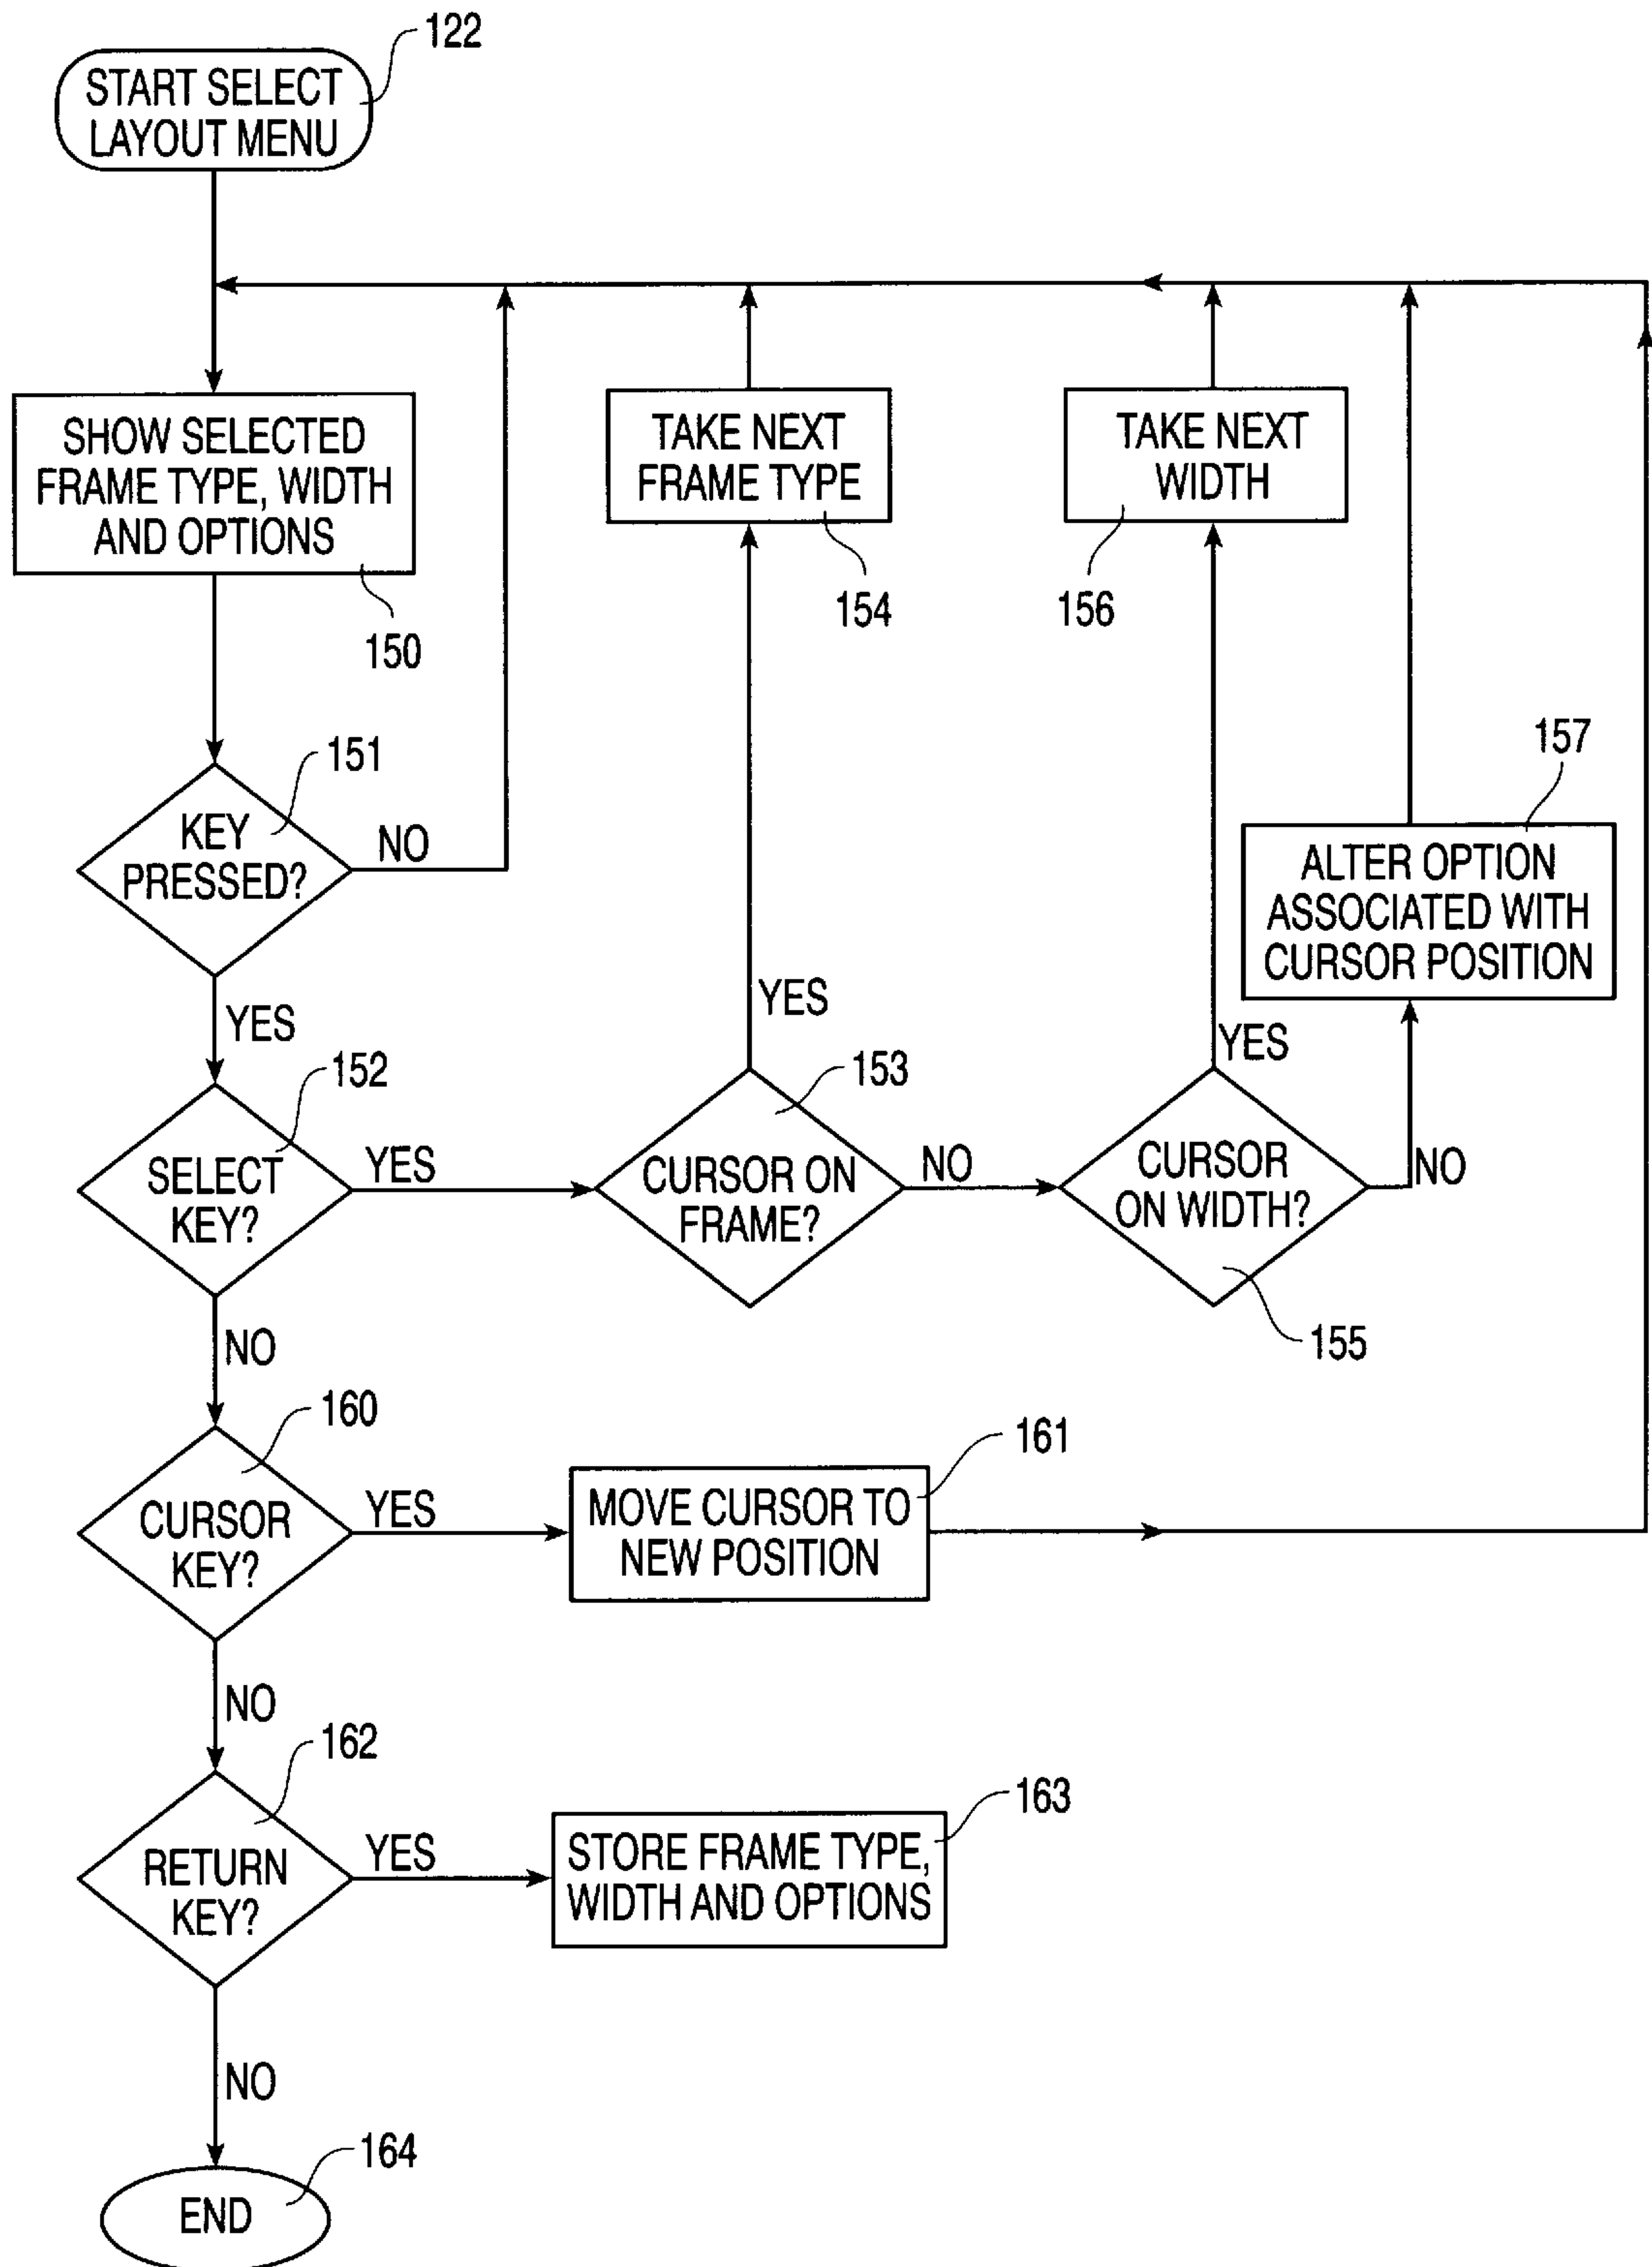 122
START SELECT
LAYOUT MENU
SHOW SELECTED
FRAME TYPE, WIDTH
AND OPTIONS
150
TAKE NEXT
FRAME TYPE
154
TAKE NEXT
WIDTH
156
157
ALTER OPTION
ASSOCIATED WITH
CURSOR POSITION
151
KEY
PRESSED?
NO
YES
152
SELECT
KEY?
YES
153
CURSOR ON
FRAME?
YES
NO
CURSOR
ON WIDTH?
YES
NO
155
NO
160
CURSOR
KEY?
YES
161
MOVE CURSOR TO
NEW POSITION
NO
162
RETURN
KEY?
YES
163
STORE FRAME TYPE,
WIDTH AND OPTIONS
NO
164
END